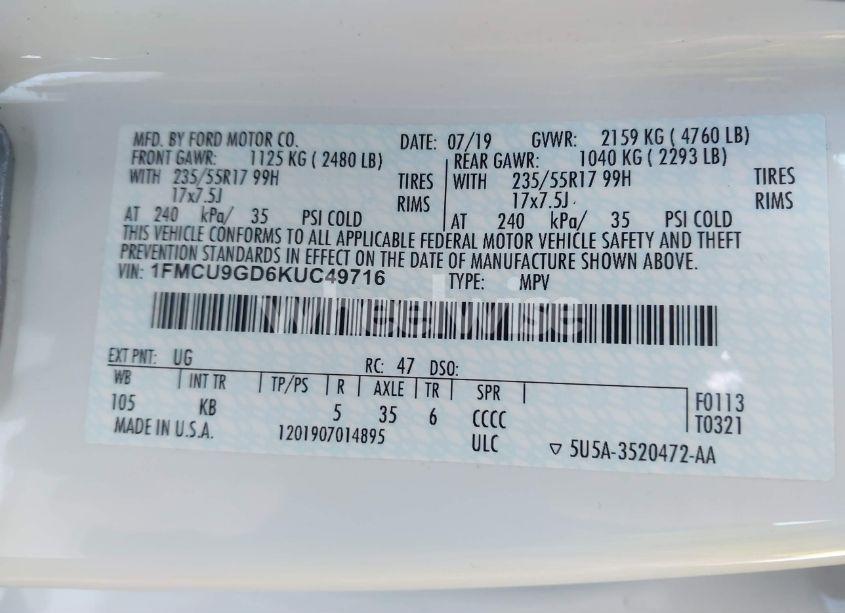 MFD. BY FORD MOTOR CO. DATE: 07/19 GVWR: 2159 KG ( 4760 LB)
FRONT GAWR: 1125 KG ( 2480 LB) REAR GAWR: 1040 KG ( 2293 LB)
WITH 235/55R17 99H TIRES WITH 235/55R17 99H TIRES
17x7.5J RIMS 17x7.5J RIMS
AT 240 kPa/ 35 PSI COLD AT 240 kPa/ 35 PSI COLD
THIS VEHICLE CONFORMS TO ALL APPLICABLE FEDERAL MOTOR VEHICLE SAFETY AND THEFT
PREVENTION STANDARDS IN EFFECT ON THE DATE OF MANUFACTURE SHOWN ABOVE.
VIN: 1FMCU9GD6KUC49716 TYPE: MPV
wheelwise
EXT PNT: UG RC: 47 DSO:
WB INT TR TP/PS R AXLE TR SPR F0113
105 KB 5 35 6 CCCC T0321
MADE IN U.S.A. 1201907014895 ULC ▽ 5U5A-3520472-AA